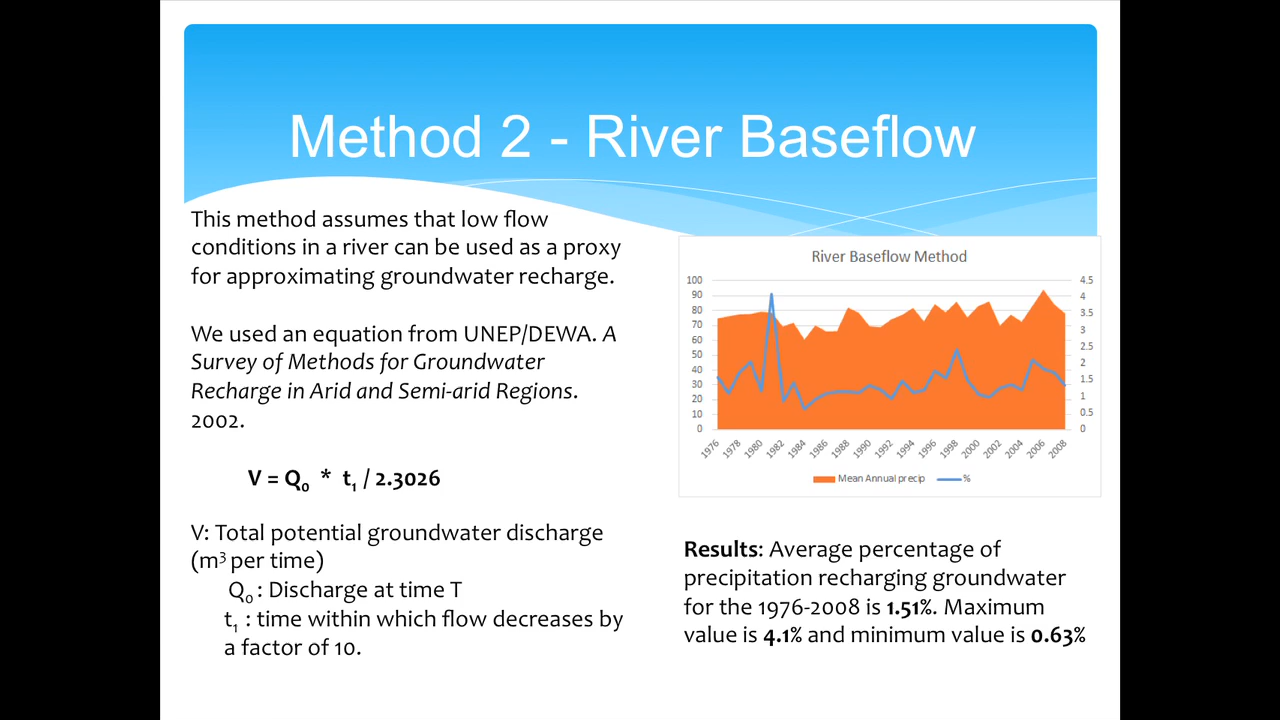 Method 2 - River Baseflow
This method assumes that low flow
conditions in a river can be used as a proxy
for approximating groundwater recharge.
We used an equation from UNEP/DEWA. A
Survey of Methods for Groundwater
Recharge in Arid and Semi-arid Regions.
2002.
V = Q₀ * t₁ / 2.3026
V: Total potential groundwater discharge
(m³ per time)
Q₀ : Discharge at time T
t₁ : time within which flow decreases by
a factor of 10.
River Baseflow Method
100 4.5
90 4
80 3.5
70 3
60 2.5
50 2
40 1.5
30 1
20 0.5
10 0
0
1976 1978 1980 1982 1984 1986 1988 1990 1992 1994 1996 1998 2000 2002 2004 2006 2008
Mean Annual precip %
Results: Average percentage of
precipitation recharging groundwater
for the 1976-2008 is 1.51%. Maximum
value is 4.1% and minimum value is 0.63%